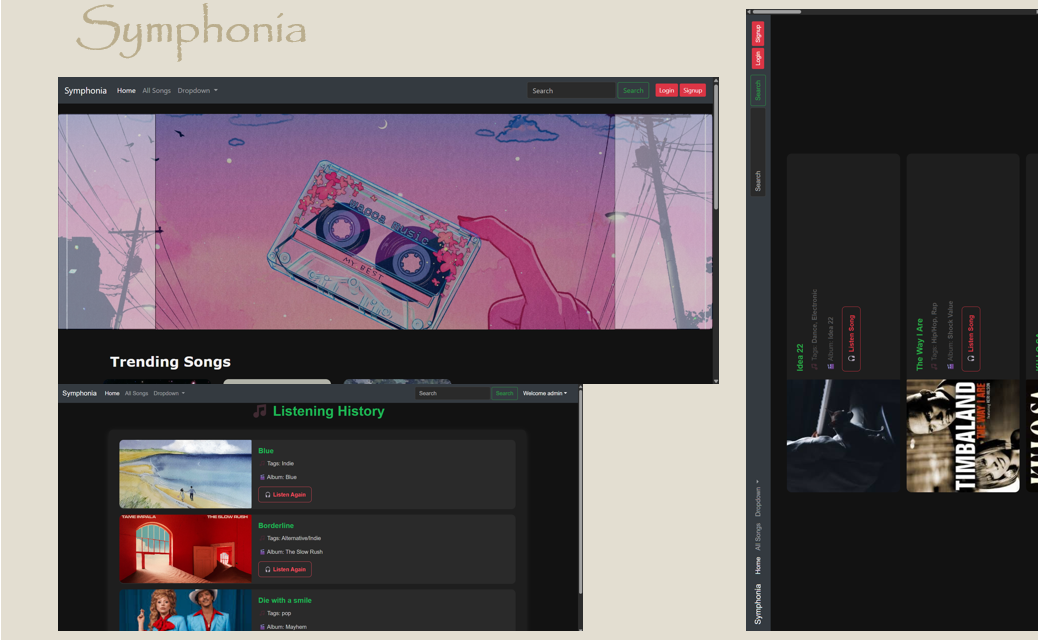 Symphonia
Symphonia Home All Songs Dropdown Search Search Login Signup
WACCA MUSIC
MY BEST
Trending Songs
Symphonia Home All Songs Dropdown Search Search Welcome admin
Listening History
Blue
Tags: Indie
Album: Blue
Listen Again
TAME IMPALA THE SLOW RUSH
Borderline
Tags: Alternative/Indie
Album: The Slow Rush
Listen Again
Die with a smile
Tags: pop
Album: Mayhem
Symphonia Home All Songs Dropdown Search Search Login Signup
Idea 22
Tags: Dance, Electronic
Album: Idea 22
Listen Song
TIMBALAND
THE WAY I ARE
The Way I Are
Tags: Hip/Hop, Rap
Album: Shock Value
Listen Song